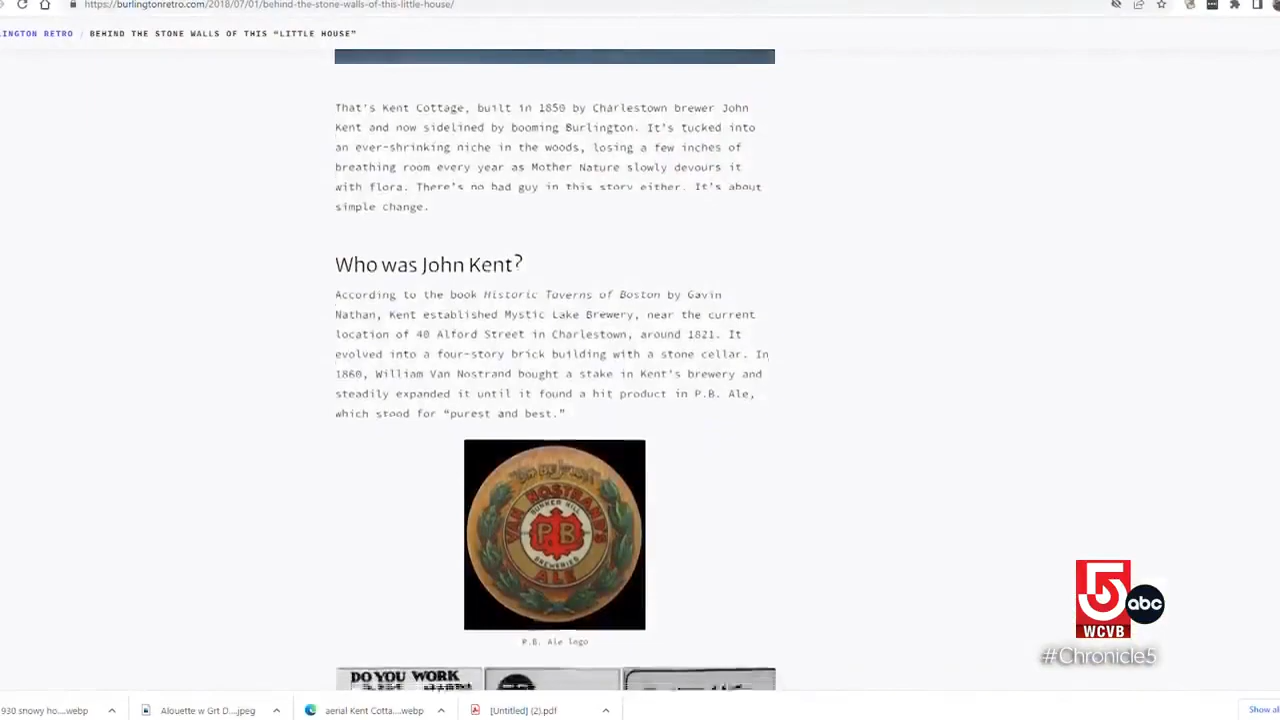 https://burlingtonretro.com/2018/07/01/behind-the-stone-walls-of-this-little-house/
LINGTON RETRO / BEHIND THE STONE WALLS OF THIS “LITTLE HOUSE”
That’s Kent Cottage, built in 1850 by Charlestown brewer John
Kent and now sidelined by booming Burlington. It’s tucked into
an ever-shrinking niche in the woods, losing a few inches of
breathing room every year as Mother Nature slowly devours it
with flora. There’s no bad guy in this story either. It’s about
simple change.
Who was John Kent?
According to the book Historic Taverns of Boston by Gavin
Nathan, Kent established Mystic Lake Brewery, near the current
location of 40 Alford Street in Charlestown, around 1821. It
evolved into a four-story brick building with a stone cellar. In
1860, William Van Nostrand bought a stake in Kent’s brewery and
steadily expanded it until it found a hit product in P.B. Ale,
which stood for “purest and best.”
VAN NOSTRAND'S
BUNKER HILL
PB
BREWERIES
ALE
P.B. Ale logo
DO YOU WORK
5
abc
WCVB
#Chronicle5
930 snowy ho....webp
Alouette w Grt D....jpeg
aerial Kent Cotta....webp
[Untitled] (2).pdf
Show al